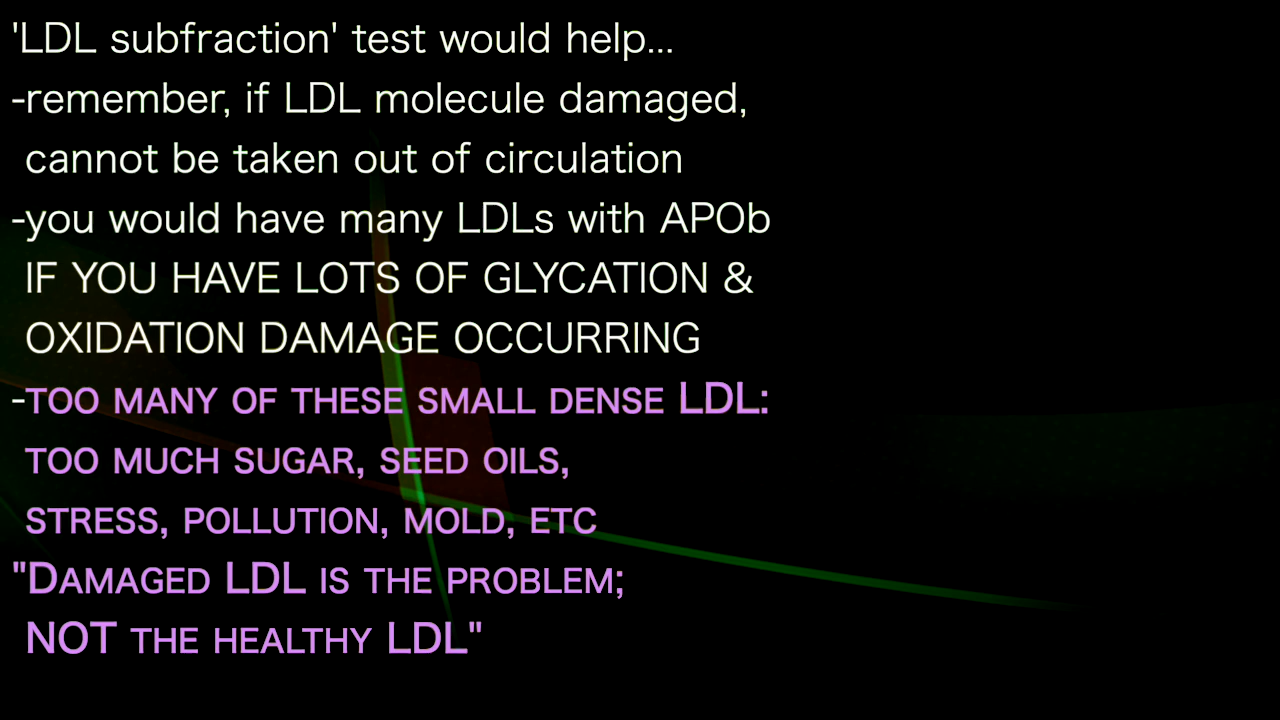 'LDL subfraction' test would help...
-remember, if LDL molecule damaged,
cannot be taken out of circulation
-you would have many LDLs with APOb
IF YOU HAVE LOTS OF GLYCATION &
OXIDATION DAMAGE OCCURRING
-TOO MANY OF THESE SMALL DENSE LDL:
TOO MUCH SUGAR, SEED OILS,
STRESS, POLLUTION, MOLD, ETC
"DAMAGED LDL IS THE PROBLEM;
NOT THE HEALTHY LDL"